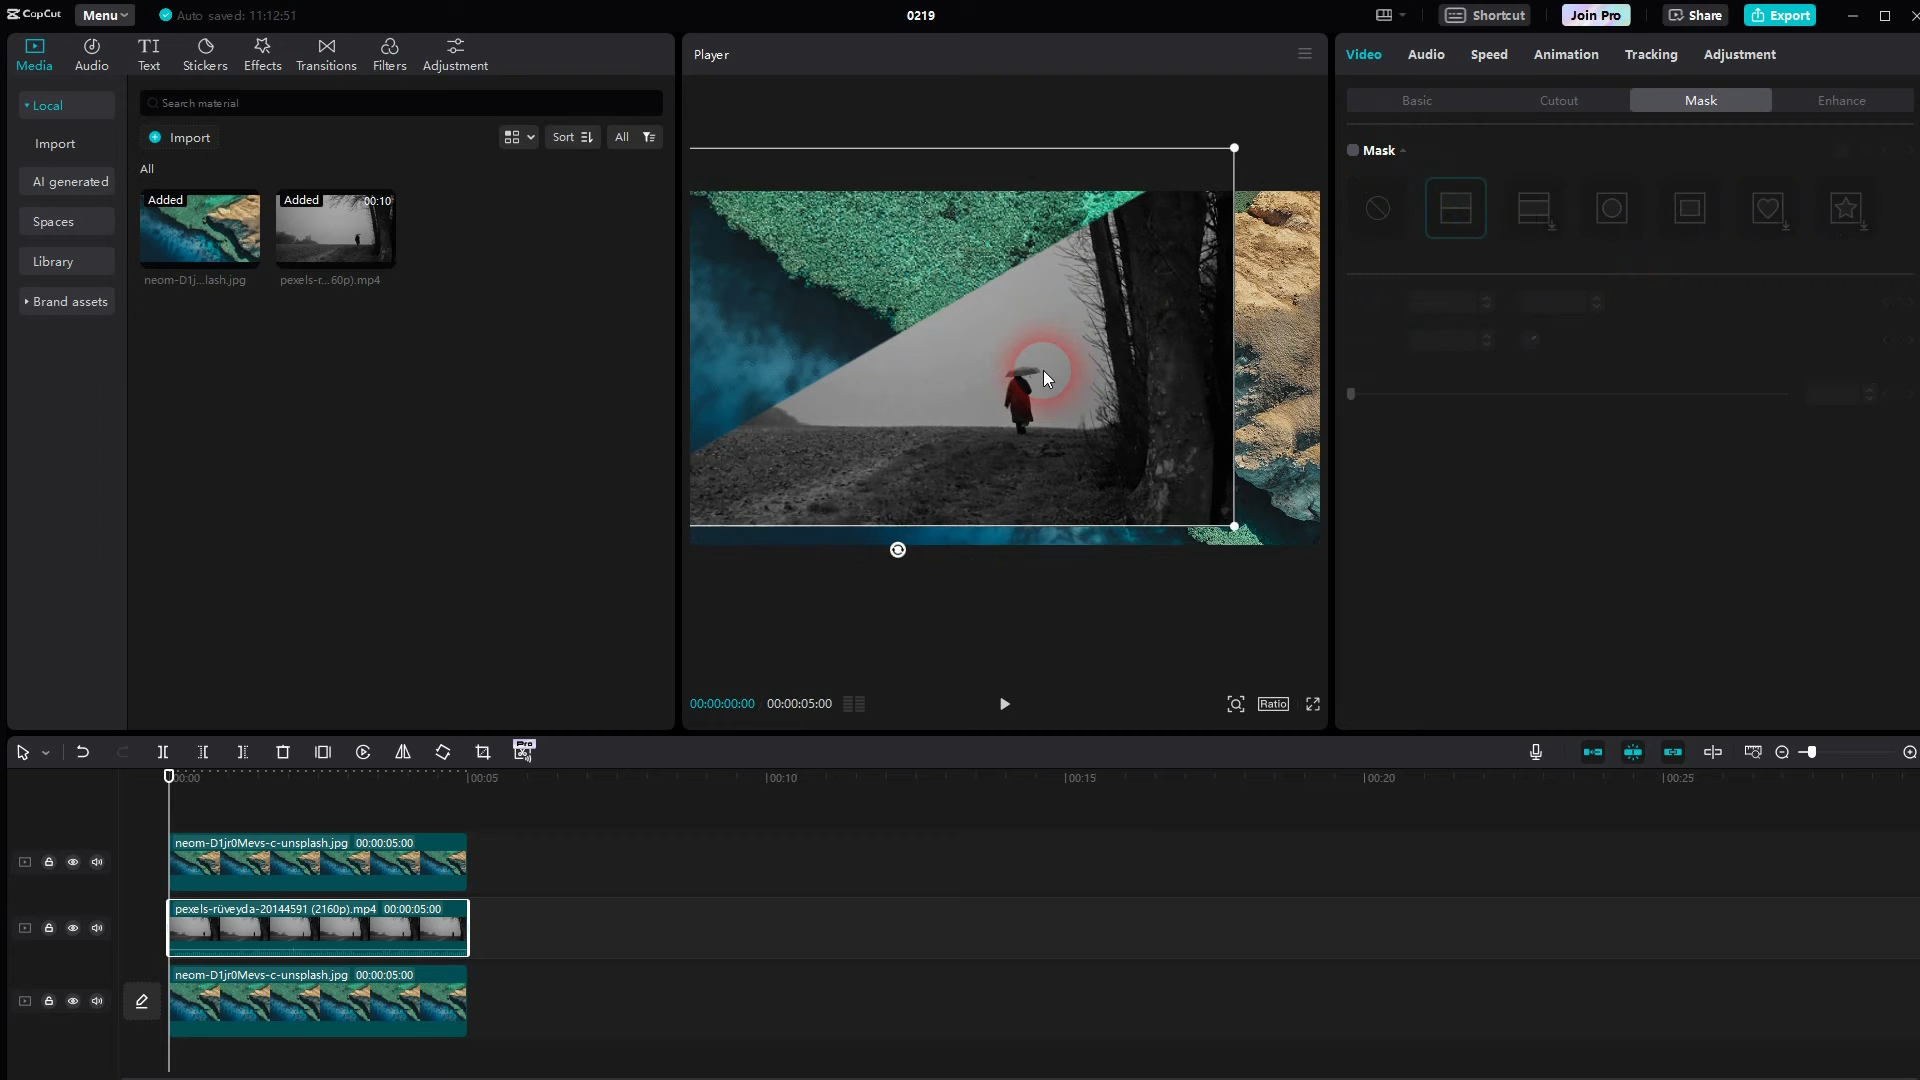 CapCut Menu Auto saved: 11:12:51 0219 Shortcut Join Pro Share Export
Media Audio Text Stickers Effects Transitions Filters Adjustment
Local
Import
AI generated
Spaces
Library
Brand assets
Search material
Import Sort All
All
Added
Added 00:10
neom-D1j...lash.jpg pexels-r...60p).mp4
Player
00:00:00:00 00:00:05:00 Ratio
Video Audio Speed Animation Tracking Adjustment
Basic Cutout Mask Enhance
Mask
Pro
00:00 00:05 00:10 00:15 00:20 00:25
neom-D1jr0Mevs-c-unsplash.jpg 00:00:05:00
pexels-rüveyda-20144591 (2160p).mp4 00:00:05:00
neom-D1jr0Mevs-c-unsplash.jpg 00:00:05:00